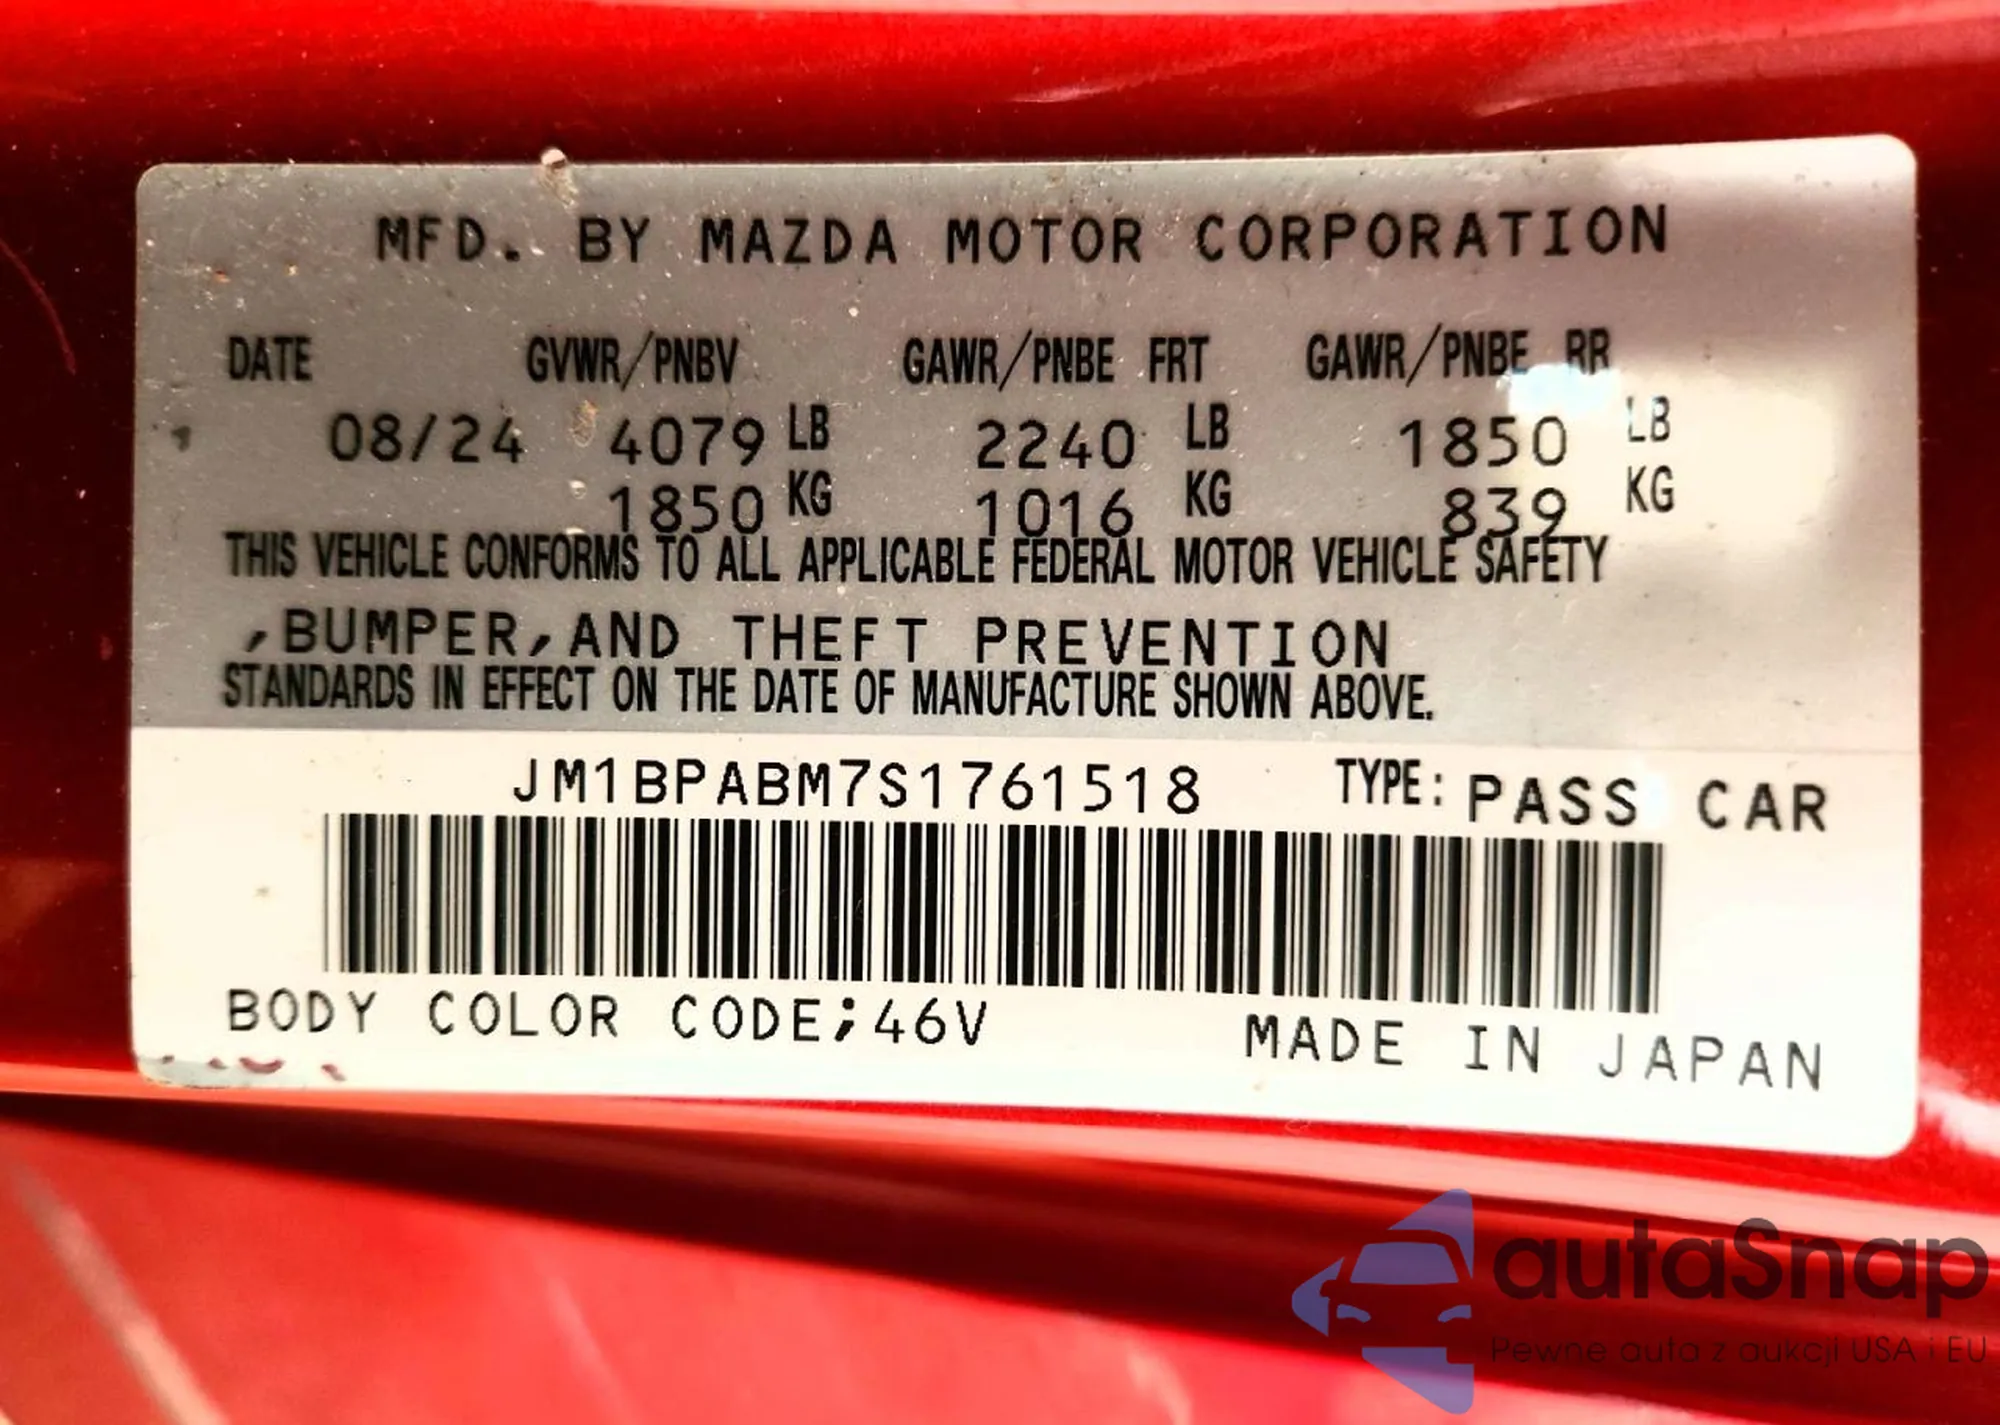 MFD. BY MAZDA MOTOR CORPORATION
DATE GVWR/PNBV GAWR/PNBE FRT GAWR/PNBE RR
08/24 4079 LB 2240 LB 1850 LB
1850 KG 1016 KG 839 KG
THIS VEHICLE CONFORMS TO ALL APPLICABLE FEDERAL MOTOR VEHICLE SAFETY
,BUMPER,AND THEFT PREVENTION
STANDARDS IN EFFECT ON THE DATE OF MANUFACTURE SHOWN ABOVE.
JM1BPABM7S1761518 TYPE: PASS CAR
BODY COLOR CODE;46V MADE IN JAPAN
autaSnap
Pewne auta z aukcji USA i EU